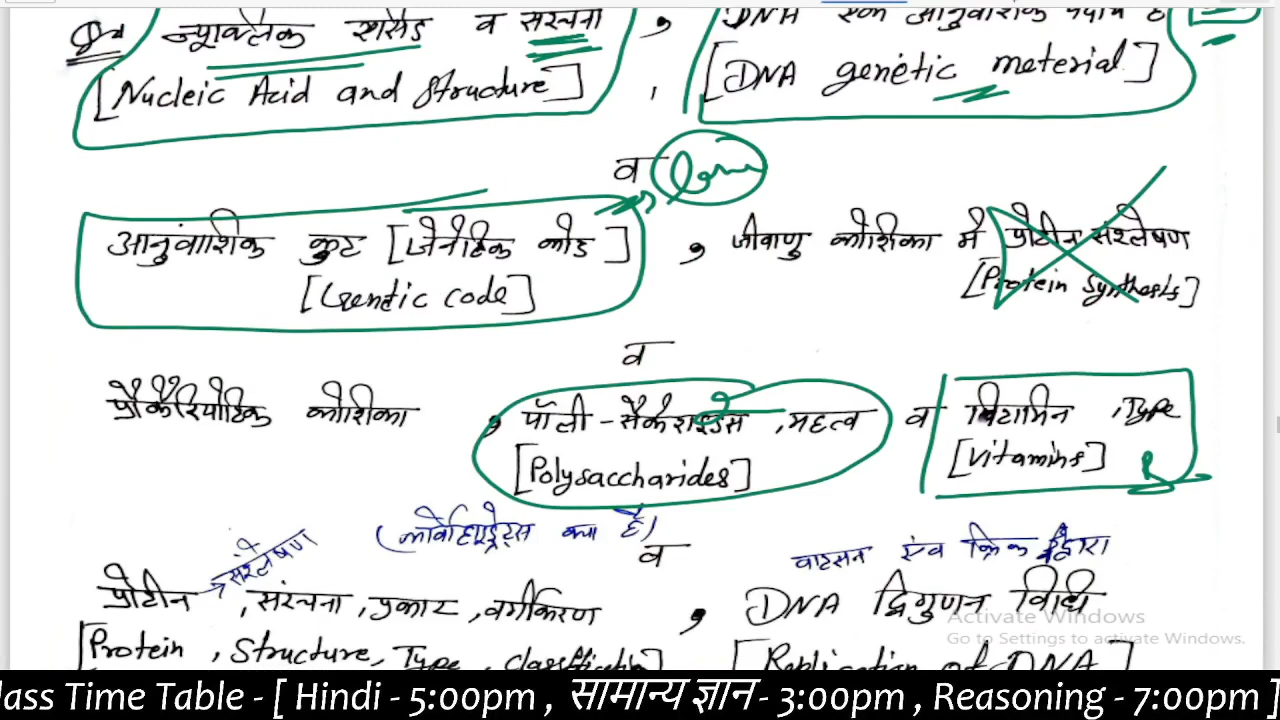 न्यूक्लिक एसिड व संरचना , DNA एक आनुवांशिक पदार्थ है
[Nucleic Acid and Structure] , [DNA genetic meterial]
व
आनुंवाशिक कुट [जेनेटिक कोड] , जीवाणु कोशिका में प्रोटीन संश्लेषण
[Genetic code] [Protein Synthesis]
व
प्रोकैरियोटिक कोशिका , पॉली-सैकेराइडस , महत्व व विटामिन , Type
[Polysaccharides] [Vitamins]
(कार्बोहाइड्रेट्स क्या है)
व
संश्लेषण
वाटसन एंव क्रिक द्वारा
प्रोटीन , संरचना , प्रकार , वर्गीकरण , DNA द्विगुणन विधि
Activate Windows
Go to Settings to activate Windows.
[Protein , Structure, Type , classification] [Replication of DNA]
lass Time Table - [ Hindi - 5:00pm , सामान्य ज्ञान- 3:00pm , Reasoning - 7:00pm ]